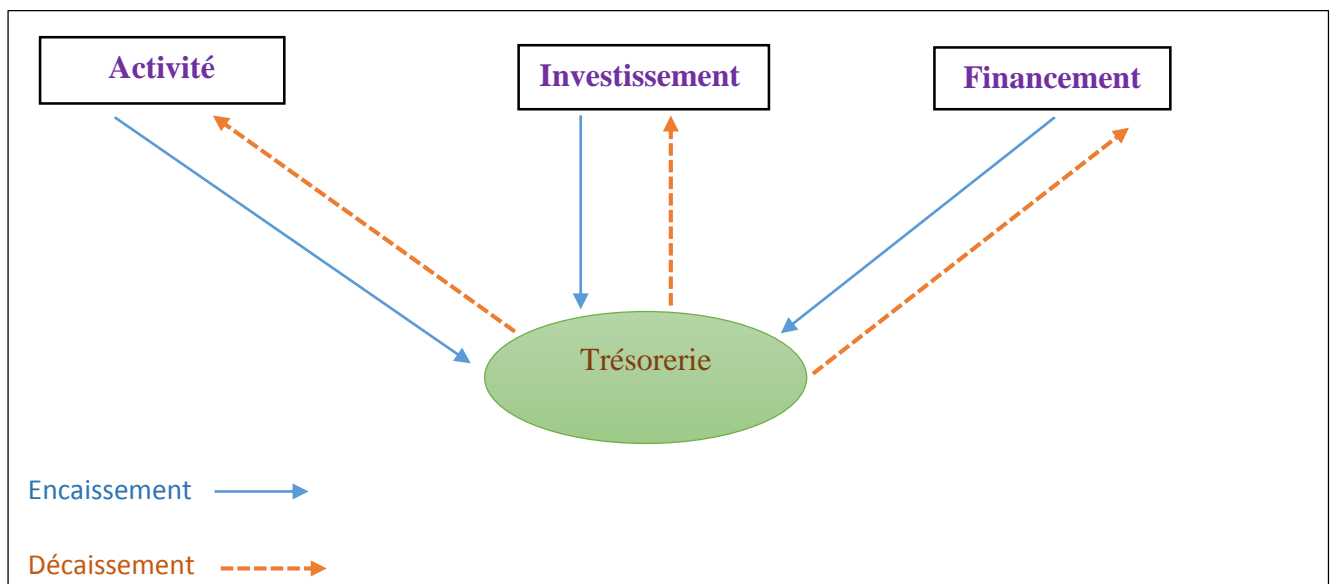 Activité
Investissement
Financement
Trésorerie
Encaissement
Décaissement